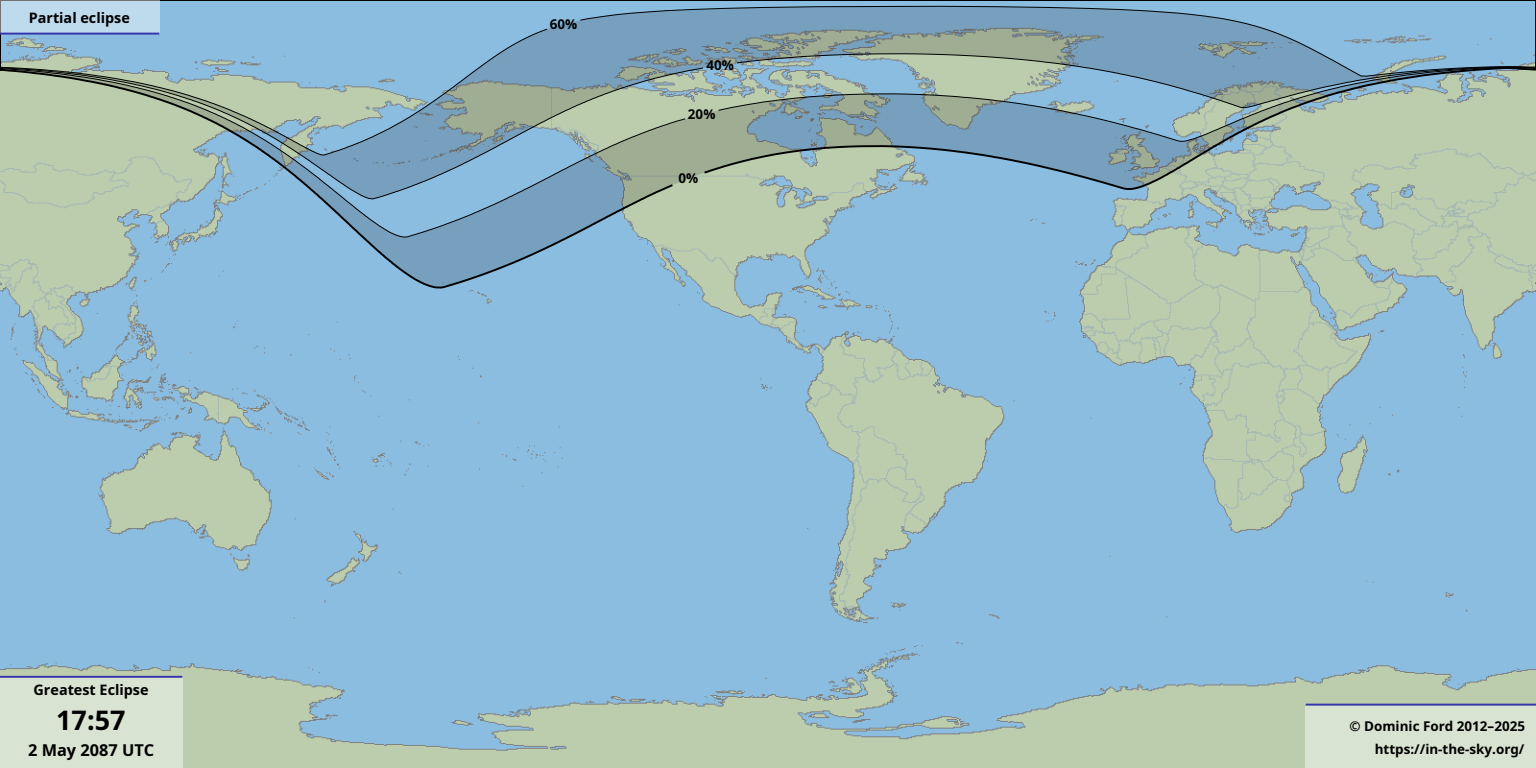 Partial eclipse
60%
40%
20%
0%
Greatest Eclipse
17:57
2 May 2087 UTC
© Dominic Ford 2012–2025
https://in-the-sky.org/